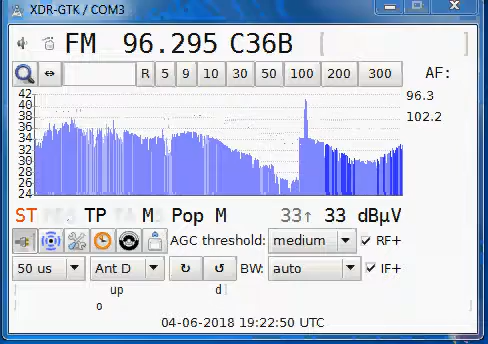 XDR-GTK / COM3
FM 96.295 C36B
R 5 9 10 30 50 100 200 300 AF:
96.3
102.2
42
40
38
36
34
32
30
28
26
24
ST TP M Pop M 33↑ 33 dBµV
AGC threshold: medium RF+
50 us Ant D ↻ ↺ BW: auto IF+
up d
o
04-06-2018 19:22:50 UTC